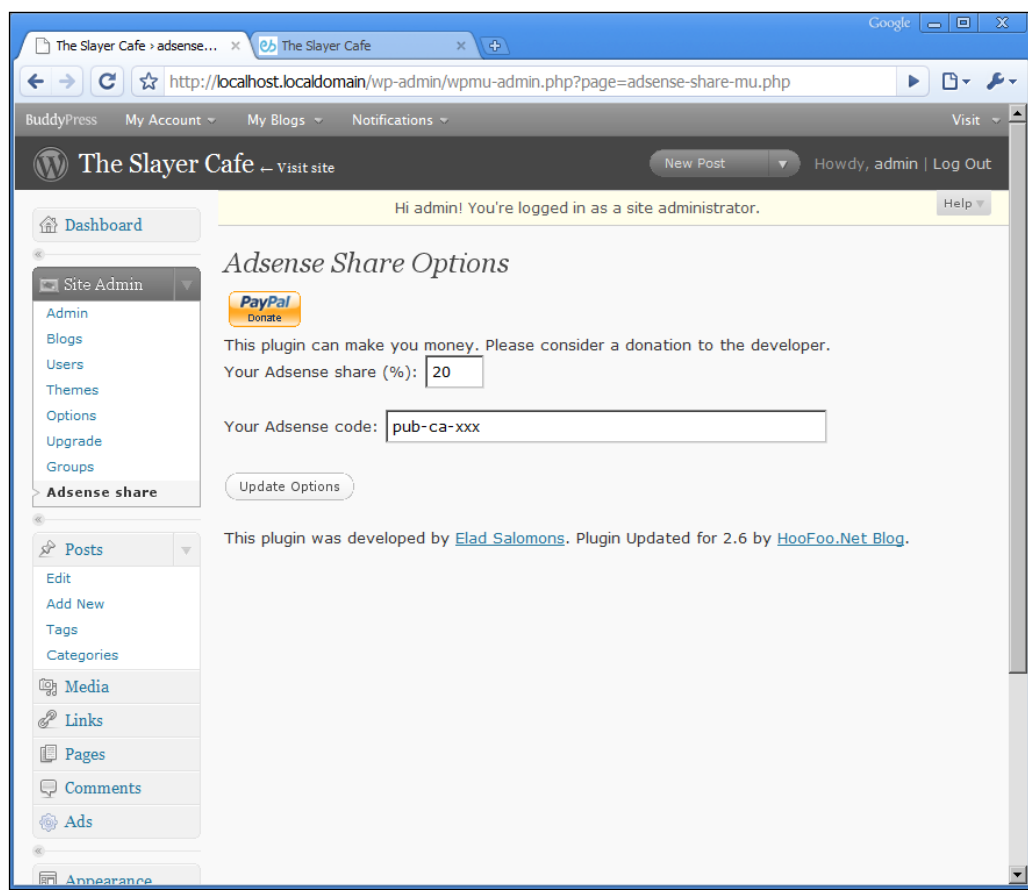 Google
The Slayer Cafe › adsense...
The Slayer Cafe
http://localhost.localdomain/wp-admin/wpmu-admin.php?page=adsense-share-mu.php
BuddyPress My Account My Blogs Notifications Visit
The Slayer Cafe ← Visit site New Post Howdy, admin | Log Out
Hi admin! You're logged in as a site administrator. Help
Dashboard
Adsense Share Options
Site Admin
PayPal
Donate
Admin
Blogs
This plugin can make you money. Please consider a donation to the developer.
Users
Your Adsense share (%): 20
Themes
Options
Your Adsense code: pub-ca-xxx
Upgrade
Groups
Adsense share
Update Options
Posts
This plugin was developed by Elad Salomons. Plugin Updated for 2.6 by HooFoo.Net Blog.
Edit
Add New
Tags
Categories
Media
Links
Pages
Comments
Ads
Appearance